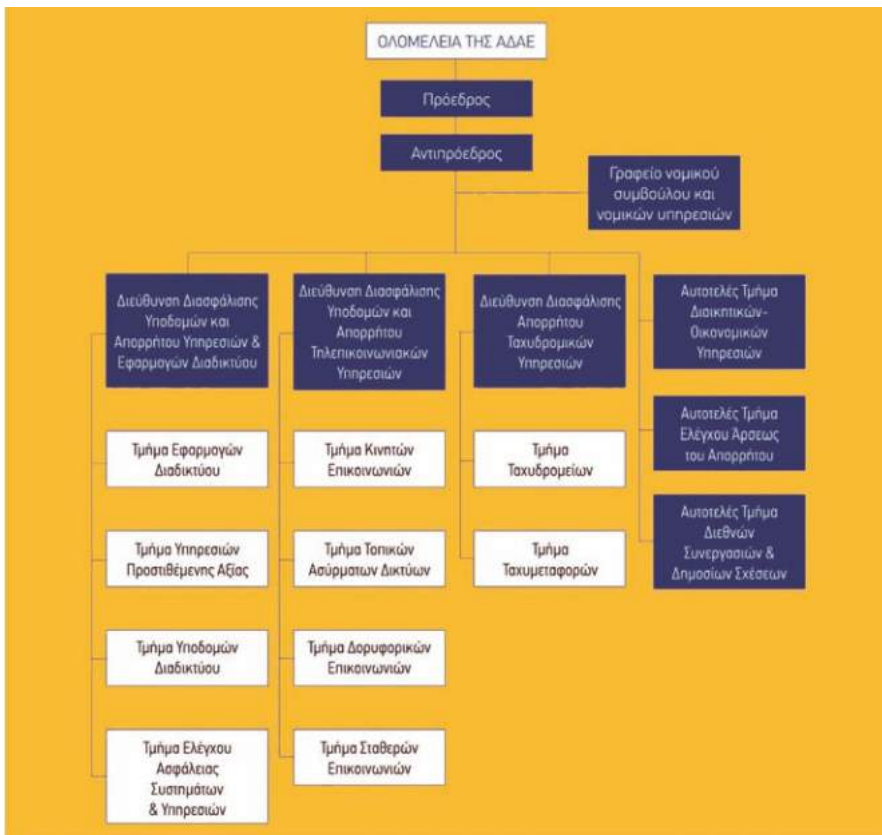 ΟΛΟΜΕΛΕΙΑ ΤΗΣ ΑΔΑΕ
Πρόεδρος
Αντιπρόεδρος
Γραφείο νομικού
συμβούλου και
νομικών υπηρεσιών
Διεύθυνση Διασφάλισης
Υποδομών και
Απορρήτου Υπηρεσιών &
Εφαρμογών Διαδικτύου
Τμήμα Εφαρμογών
Διαδικτύου
Τμήμα Υπηρεσιών
Προστιθέμενης Αξίας
Τμήμα Υποδομών
Διαδικτύου
Τμήμα Ελέγχου
Ασφάλειας
Συστημάτων
& Υπηρεσιών
Διεύθυνση Διασφάλισης
Υποδομών και
Απορρήτου
Τηλεπικοινωνιακών
Υπηρεσιών
Τμήμα Κινητών
Επικοινωνιών
Τμήμα Τοπικών
Ασύρματων Δικτύων
Τμήμα Δορυφορικών
Επικοινωνιών
Τμήμα Σταθερών
Επικοινωνιών
Διεύθυνση Διασφάλισης
Απορρήτου
Ταχυδρομικών
Υπηρεσιών
Τμήμα
Ταχυδρομείων
Τμήμα
Ταχυμεταφορών
Αυτοτελές Τμήμα
Διοικητικών-
Οικονομικών
Υπηρεσιών
Αυτοτελές Τμήμα
Ελέγχου Άρσεως
του Απορρήτου
Αυτοτελές Τμήμα
Διεθνών
Συνεργασιών &
Δημοσίων Σχέσεων